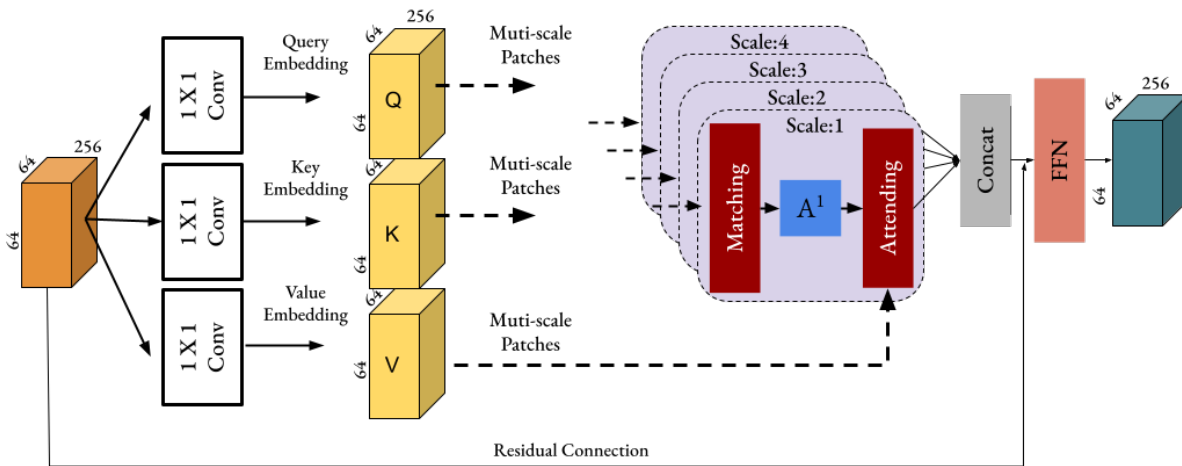 64
256
64
1 X 1
Conv
Query
Embedding
64
256
64
Q
Muti-scale
Patches
1 X 1
Conv
Key
Embedding
64
64
K
Muti-scale
Patches
1 X 1
Conv
Value
Embedding
64
64
V
Muti-scale
Patches
Scale:4
Scale:3
Scale:2
Scale:1
Matching
A¹
Attending
Concat
FFN
64
256
64
Residual Connection